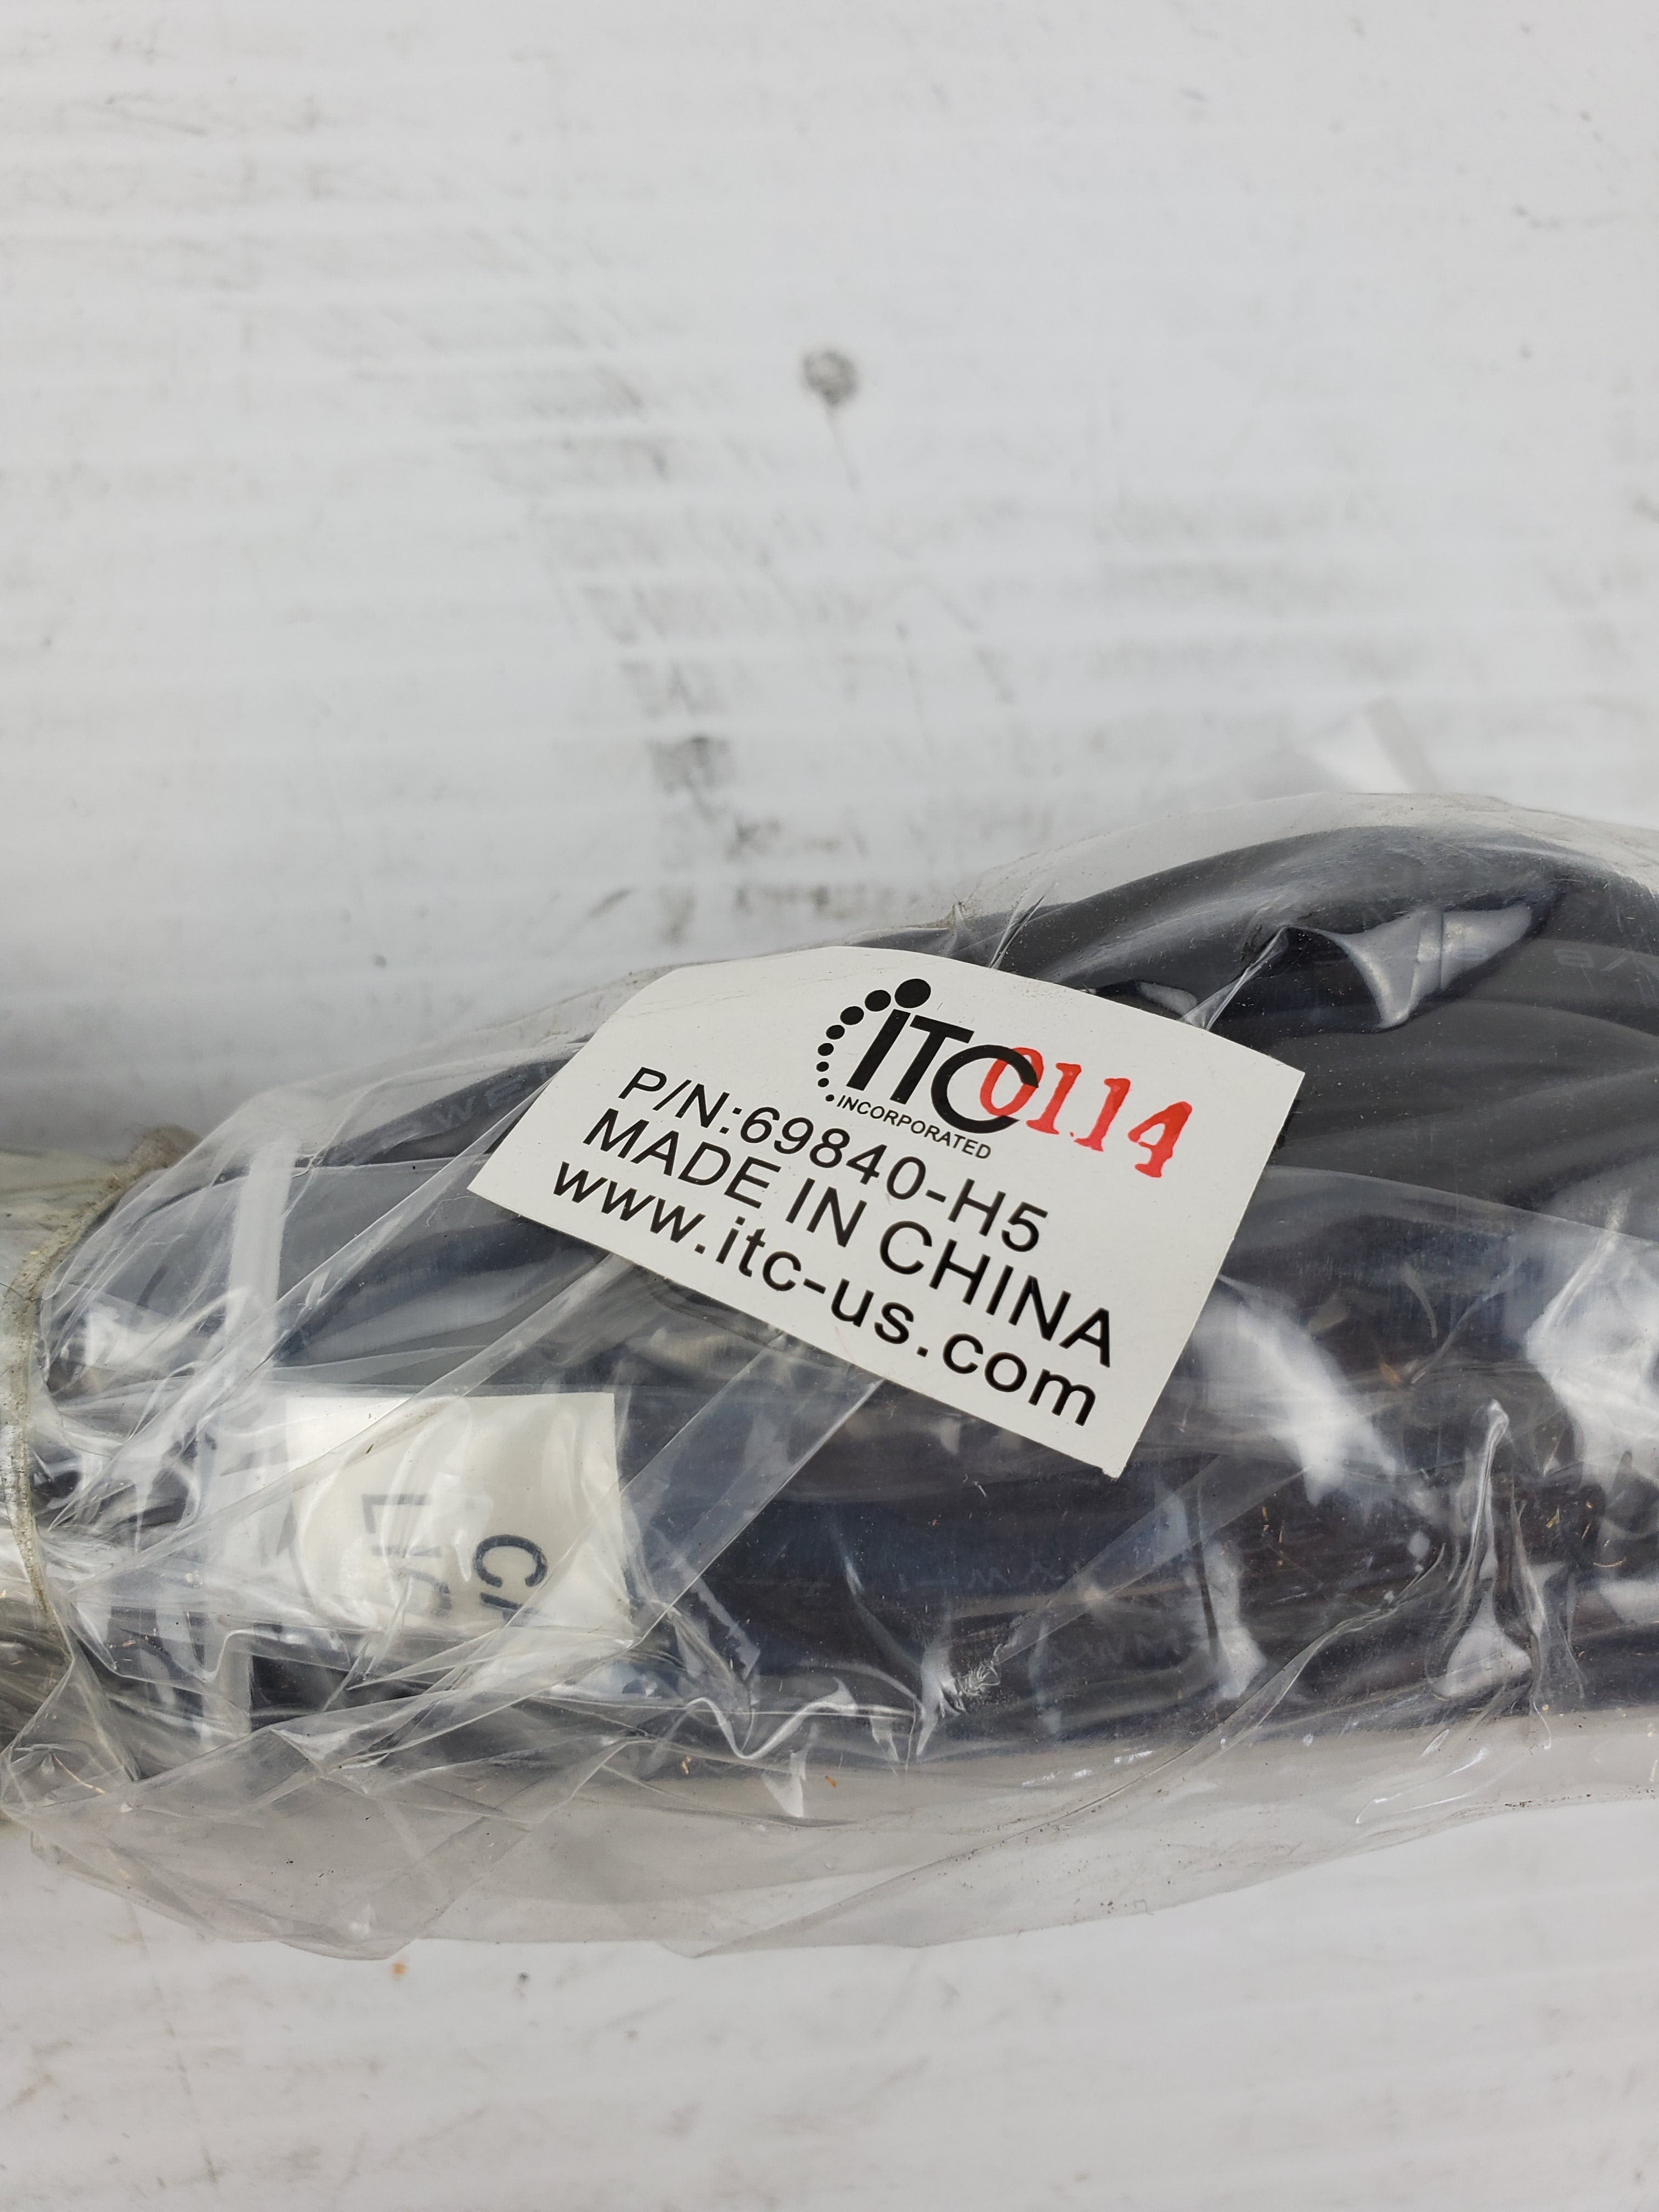 iTC 0114
INCORPORATED
P/N:69840-H5
MADE IN CHINA
www.itc-us.com